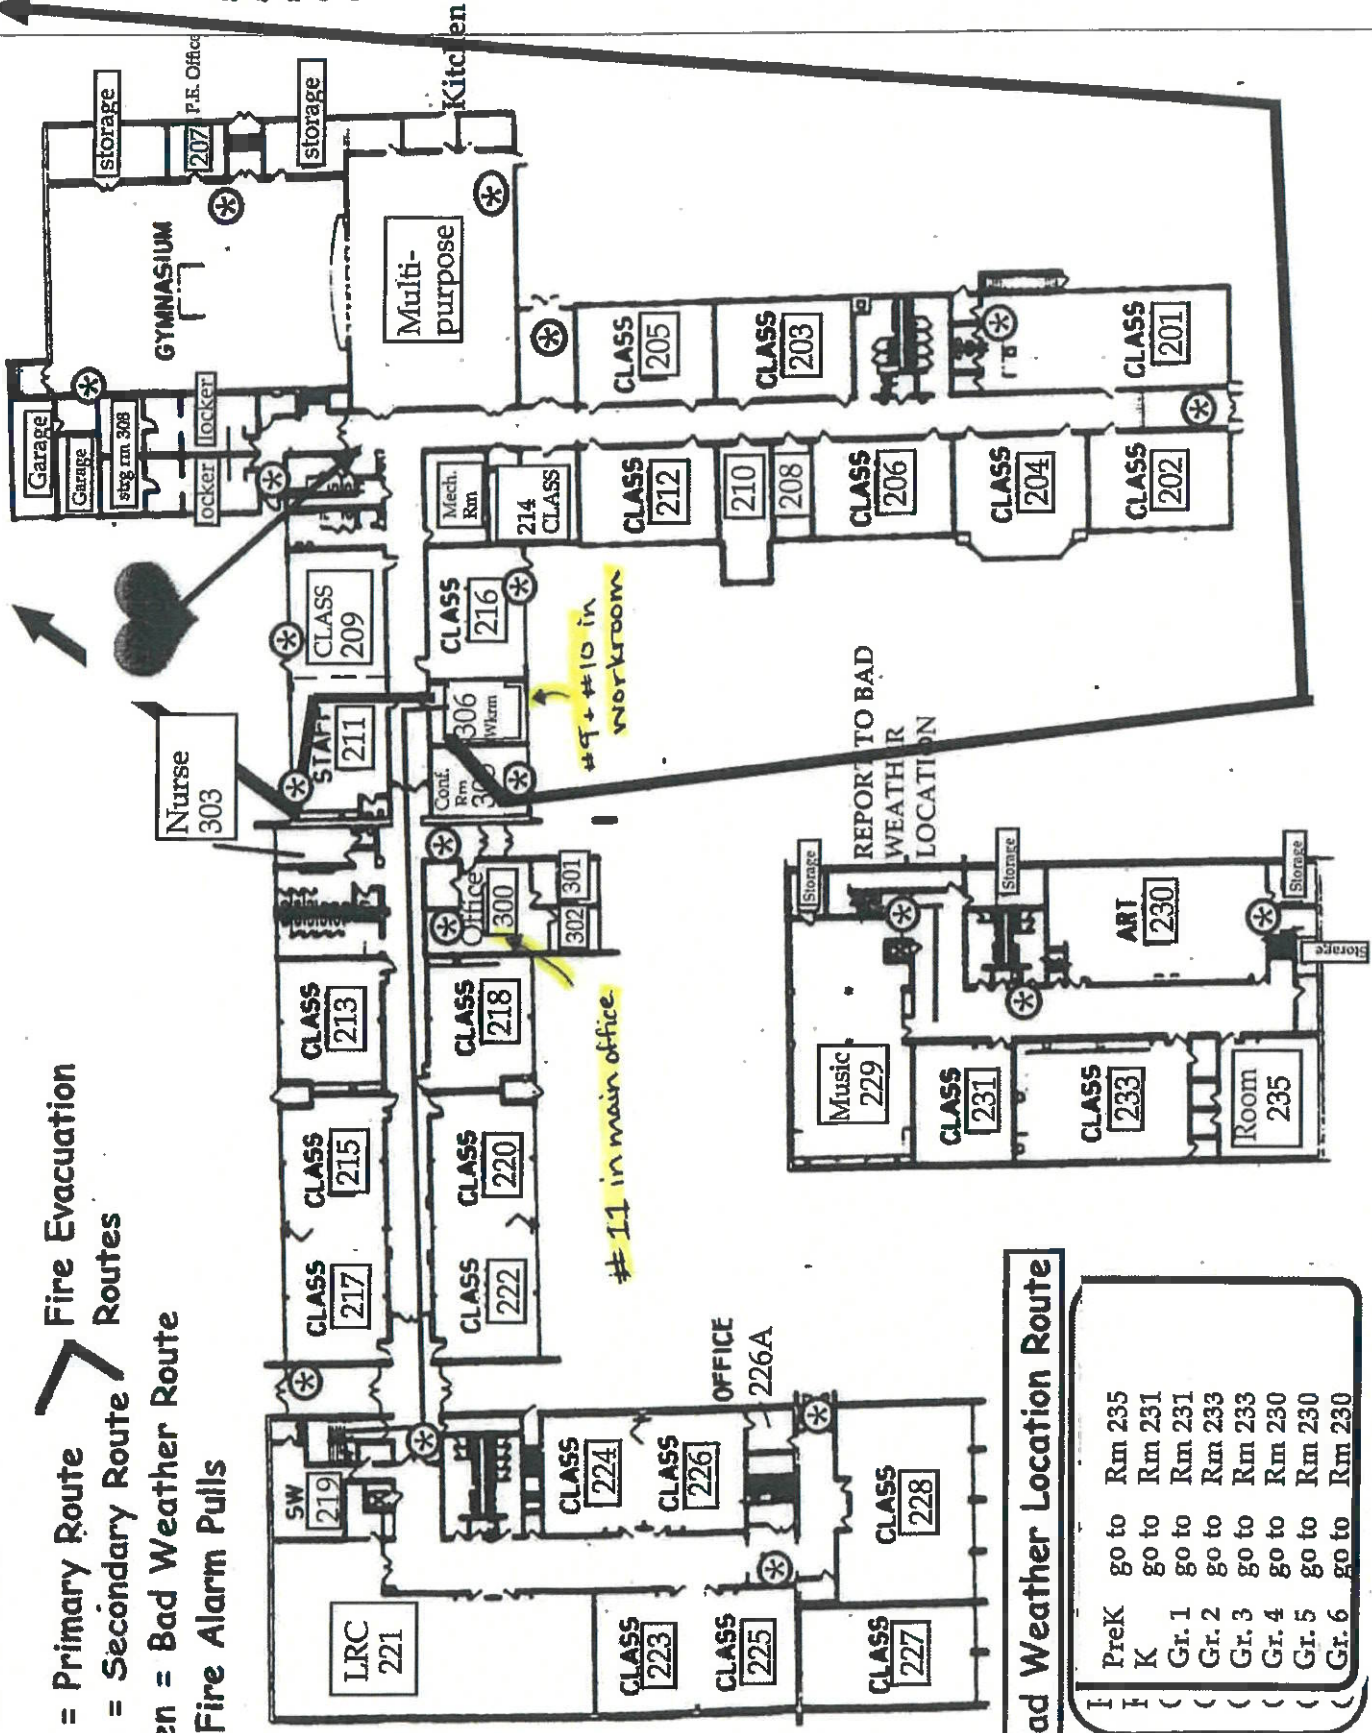 = Primary Route
= Secondary Route
Fire Evacuation
Routes
en = Bad Weather Route
Fire Alarm Pulls
storage
207
P.E. Office
storage
Kitchen
GYMNASIUM
Multi-
purpose
Garage
Garage
strg rm 308
locker
ocker
Mech.
Rm
214
CLASS
CLASS
205
CLASS
203
CLASS
201
CLASS
212
210
208
CLASS
206
CLASS
204
CLASS
202
CLASS
209
CLASS
216
STAFF
211
306
Wkrm
Conf.
Rm
#9 + #10 in
workroom
Nurse
303
Office
300
301
302
# 11 in main office
CLASS
213
CLASS
218
CLASS
215
CLASS
220
CLASS
217
CLASS
222
REPORT TO BAD
WEATHER
LOCATION
Storage
Storage
Storage
Storage
ART
230
Music
229
CLASS
231
CLASS
233
Room
235
SW
219
LRC
221
CLASS
224
CLASS
226
OFFICE
226A
CLASS
228
CLASS
223
CLASS
225
CLASS
227
ad Weather Location Route
PreK go to Rm 235
K go to Rm 231
Gr. 1 go to Rm 231
Gr. 2 go to Rm 233
Gr. 3 go to Rm 233
Gr. 4 go to Rm 230
Gr. 5 go to Rm 230
Gr. 6 go to Rm 230